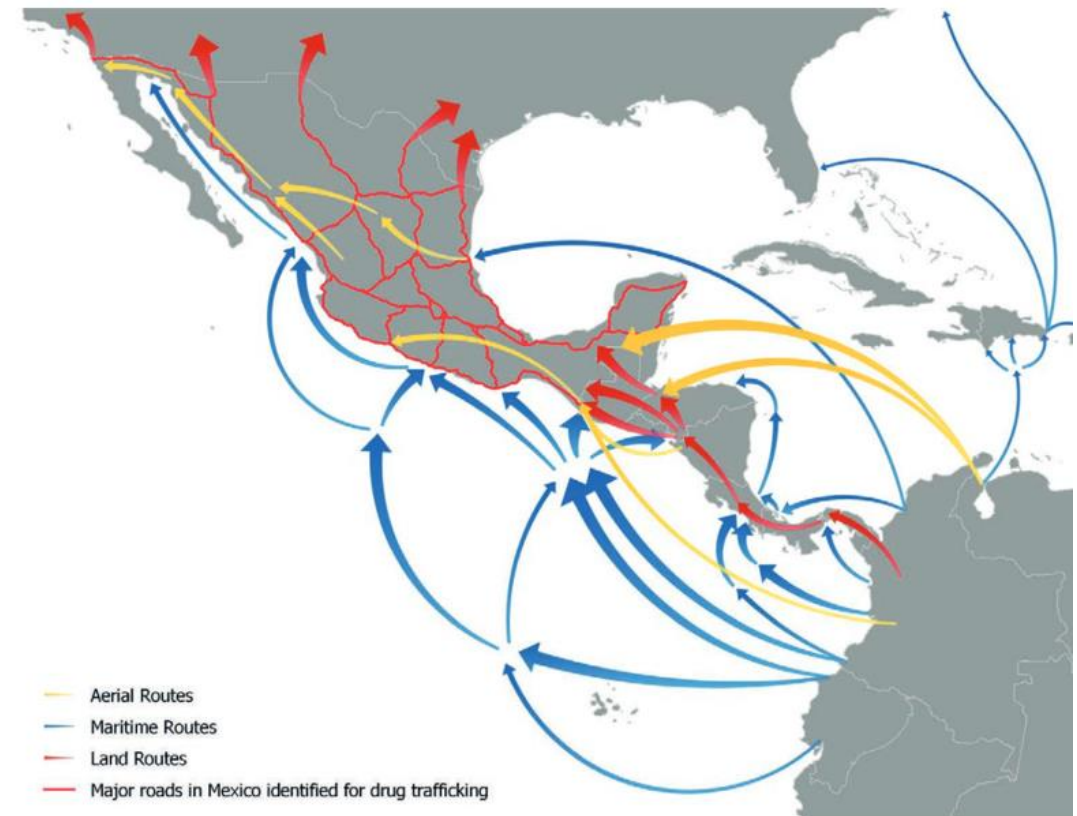 Aerial Routes
Maritime Routes
Land Routes
Major roads in Mexico identified for drug trafficking